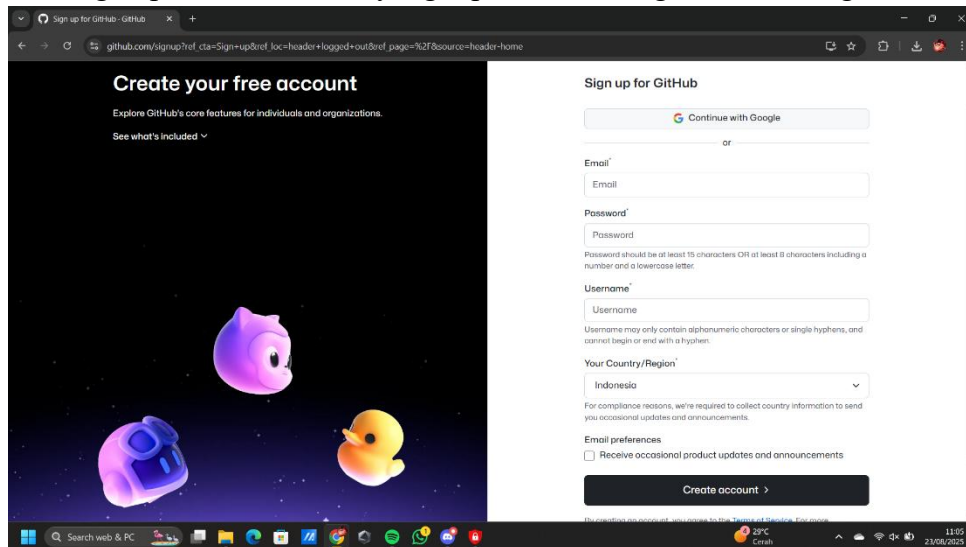 Sign up for GitHub · GitHub
github.com/signup?ref_cta=Sign+up&ref_loc=header+logged+out&ref_page=%2F&source=header-home
Create your free account
Explore GitHub's core features for individuals and organizations.
See what's included
Sign up for GitHub
Continue with Google
or
Email*
Email
Password*
Password
Password should be at least 15 characters OR at least 8 characters including a
number and a lowercase letter.
Username*
Username
Username may only contain alphanumeric characters or single hyphens, and
cannot begin or end with a hyphen.
Your Country/Region*
Indonesia
For compliance reasons, we're required to collect country information to send
you occasional updates and announcements.
Email preferences
Receive occasional product updates and announcements
Create account
By creating an account, you agree to the Terms of Service. For more
Search web & PC
29°C
Cerah
11:05
23/08/2025